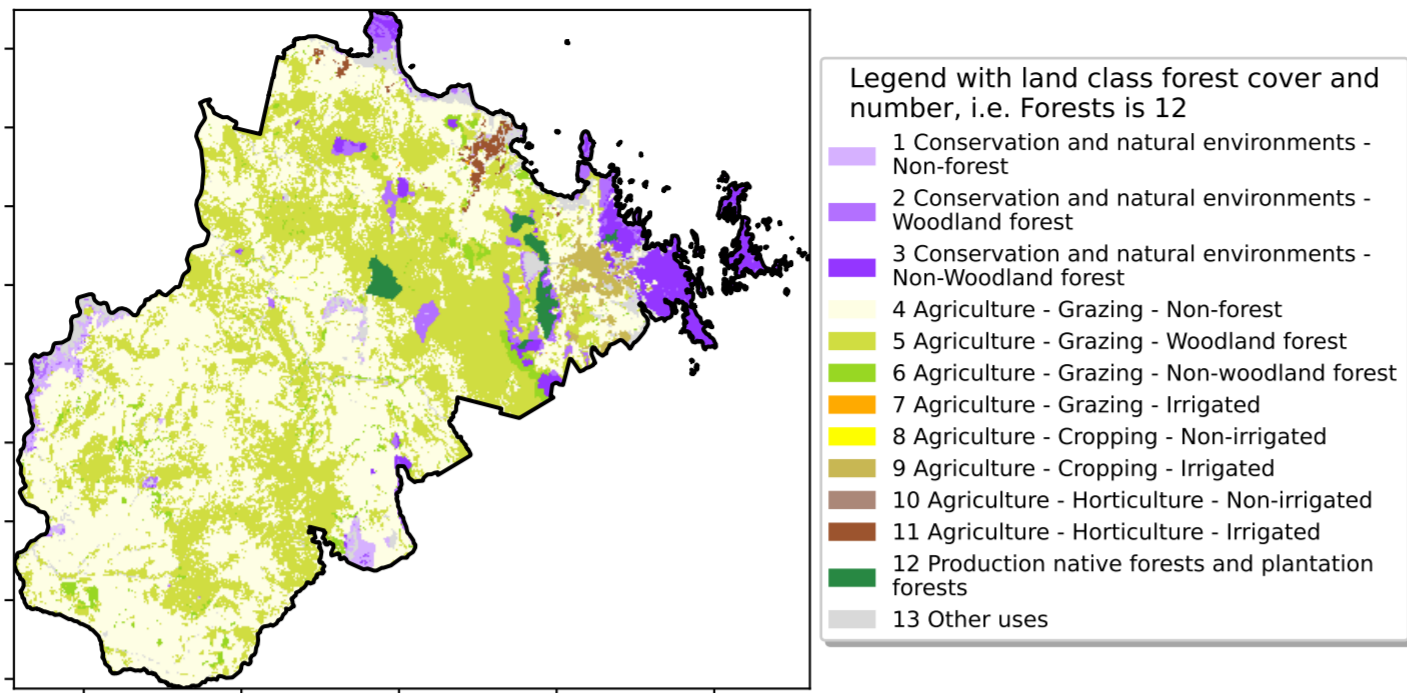 Legend with land class forest cover and
number, i.e. Forests is 12
1 Conservation and natural environments -
Non-forest
2 Conservation and natural environments -
Woodland forest
3 Conservation and natural environments -
Non-Woodland forest
4 Agriculture - Grazing - Non-forest
5 Agriculture - Grazing - Woodland forest
6 Agriculture - Grazing - Non-woodland forest
7 Agriculture - Grazing - Irrigated
8 Agriculture - Cropping - Non-irrigated
9 Agriculture - Cropping - Irrigated
10 Agriculture - Horticulture - Non-irrigated
11 Agriculture - Horticulture - Irrigated
12 Production native forests and plantation
forests
13 Other uses